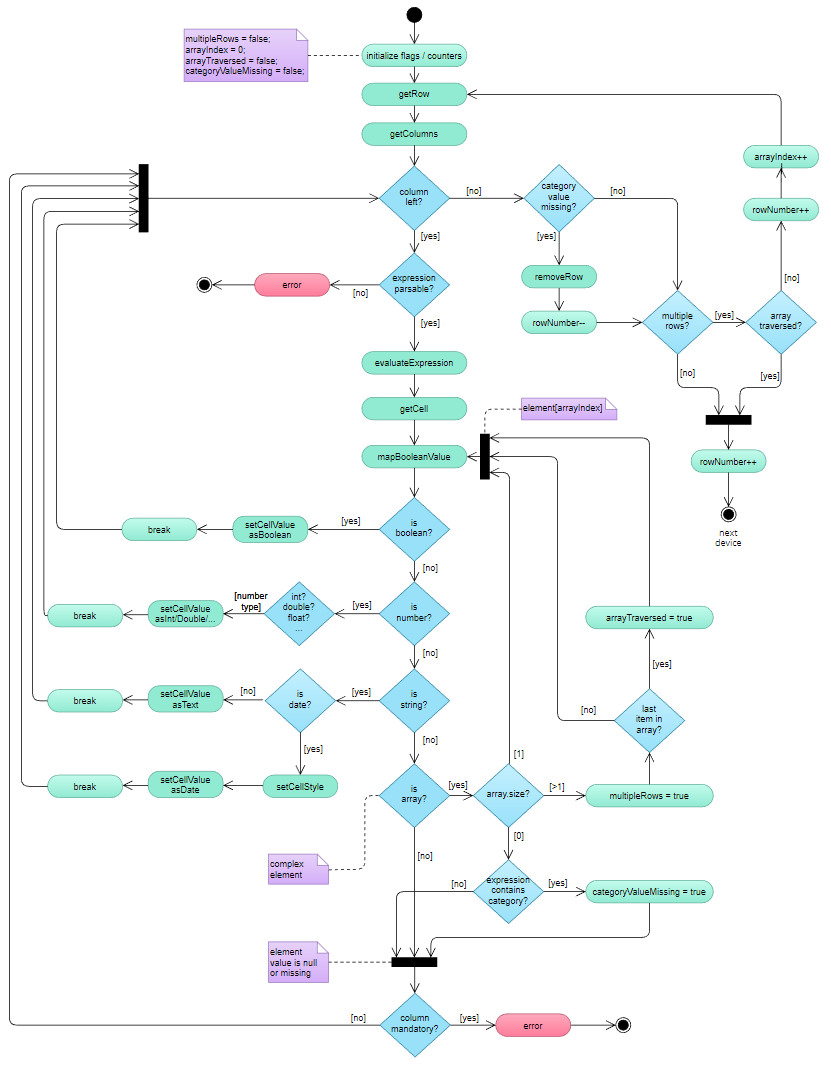 multipleRows = false;
arrayIndex = 0;
arrayTraversed = false;
categoryValueMissing = false;
initialize flags / counters
getRow
getColumns
arrayIndex++
rowNumber++
column
left?
[no]
category
value
missing?
[no]
[yes]
[yes]
removeRow
[no]
expression
parsable?
error
[no]
[yes]
rowNumber--
multiple
rows?
[yes]
array
traversed?
[no]
[yes]
evaluateExpression
getCell
element[arrayIndex]
mapBooleanValue
rowNumber++
next
device
is
boolean?
[yes]
setCellValue
asBoolean
break
[no]
is
number?
[yes]
int?
double?
float?
...
[number
type]
setCellValue
asInt/Double/...
break
[no]
arrayTraversed = true
[yes]
is
string?
[yes]
is
date?
[no]
setCellValue
asText
break
[no]
last
item in
array?
[no]
[yes]
setCellStyle
setCellValue
asDate
break
[1]
is
array?
[yes]
array.size?
[>1]
multipleRows = true
[0]
[no]
complex
element
expression
contains
category?
[no]
[yes]
categoryValueMissing = true
element
value is null
or missing
column
mandatory?
[no]
[yes]
error